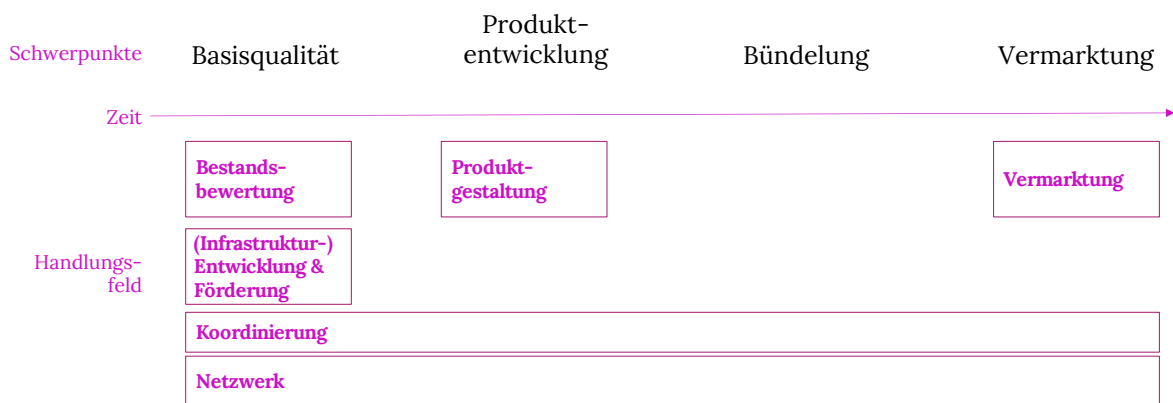 Schwerpunkte
Basisqualität
Produkt-
entwicklung
Bündelung
Vermarktung
Zeit
Bestands-
bewertung
Produkt-
gestaltung
Vermarktung
Handlungs-
feld
(Infrastruktur-)
Entwicklung &
Förderung
Koordinierung
Netzwerk